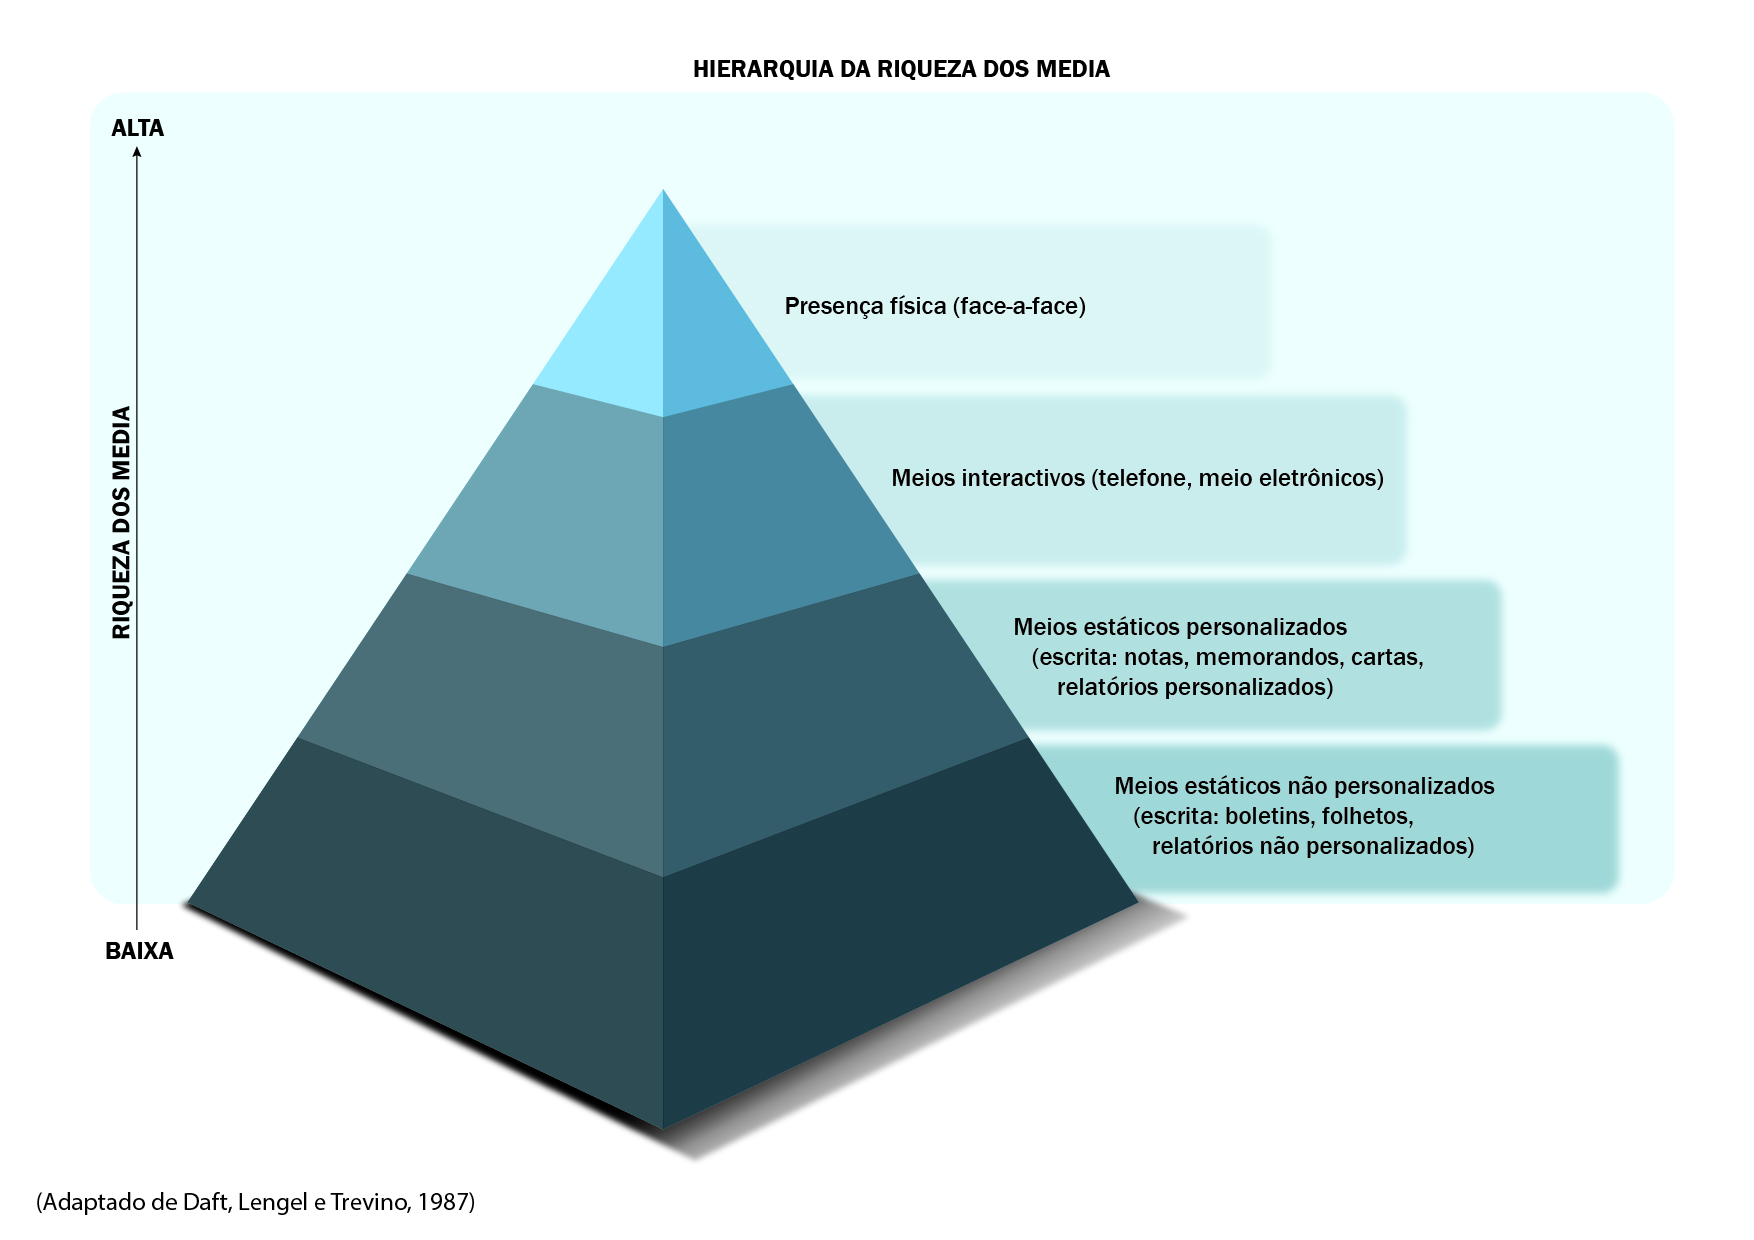 HIERARQUIA DA RIQUEZA DOS MEDIA
ALTA
RIQUEZA DOS MEDIA
BAIXA
Presença física (face-a-face)
Meios interactivos (telefone, meio eletrônicos)
Meios estáticos personalizados
(escrita: notas, memorandos, cartas,
relatórios personalizados)
Meios estáticos não personalizados
(escrita: boletins, folhetos,
relatórios não personalizados)
(Adaptado de Daft, Lengel e Trevino, 1987)